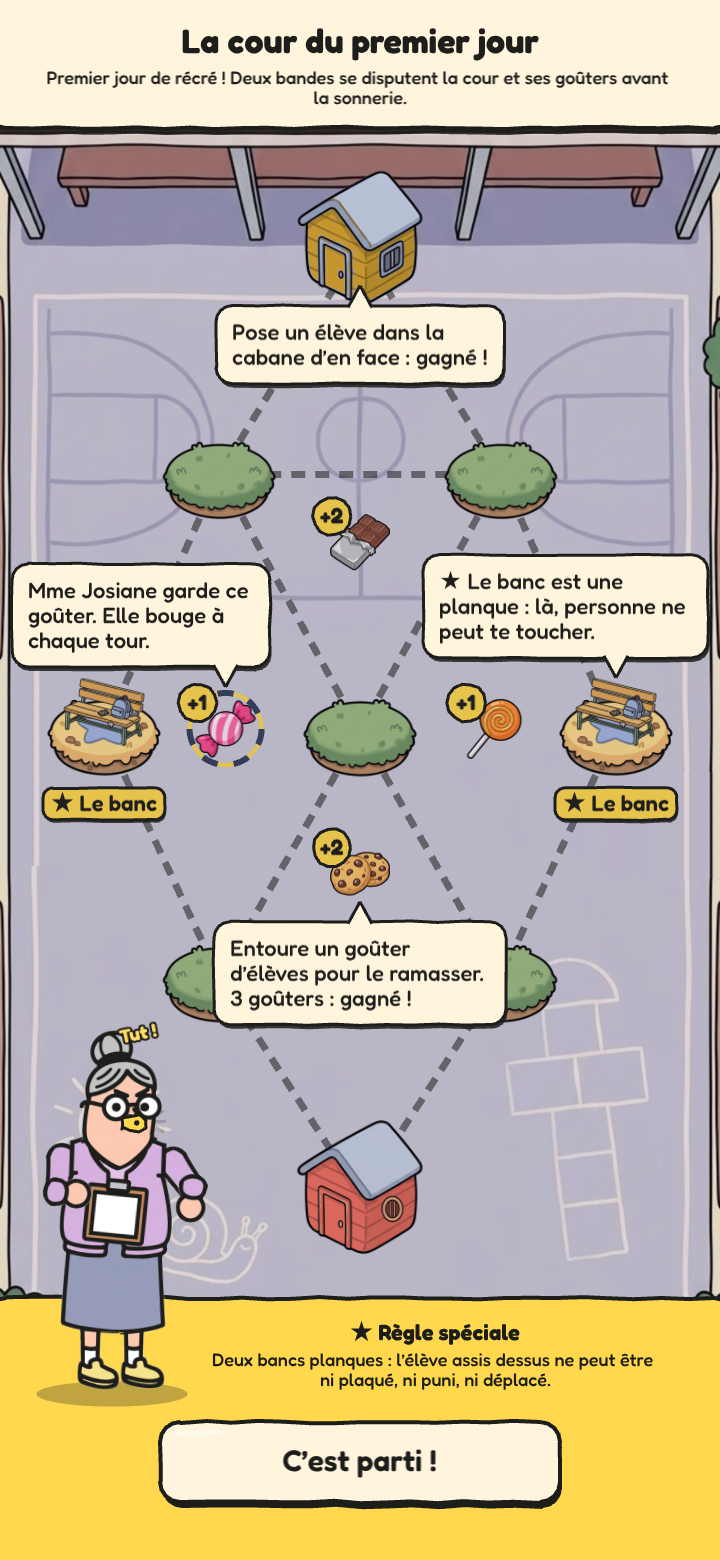 La cour du premier jour
Premier jour de récré ! Deux bandes se disputent la cour et ses goûters avant
la sonnerie.
Pose un élève dans la
cabane d'en face : gagné !
+2
Mme Josiane garde ce
goûter. Elle bouge à
chaque tour.
★ Le banc est une
planque : là, personne ne
peut te toucher.
+1
+1
★ Le banc
★ Le banc
+2
Entoure un goûter
d'élèves pour le ramasser.
3 goûters : gagné !
Tut !
★ Règle spéciale
Deux bancs planques : l'élève assis dessus ne peut être
ni plaqué, ni puni, ni déplacé.
C'est parti !